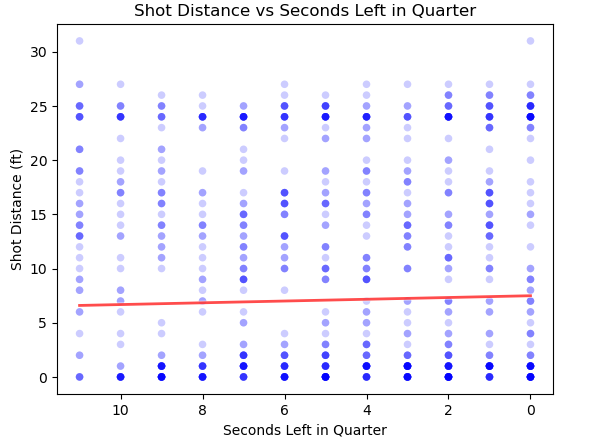 Shot Distance vs Seconds Left in Quarter
30
25
20
15
10
5
0
Shot Distance (ft)
10 8 6 4 2 0
Seconds Left in Quarter